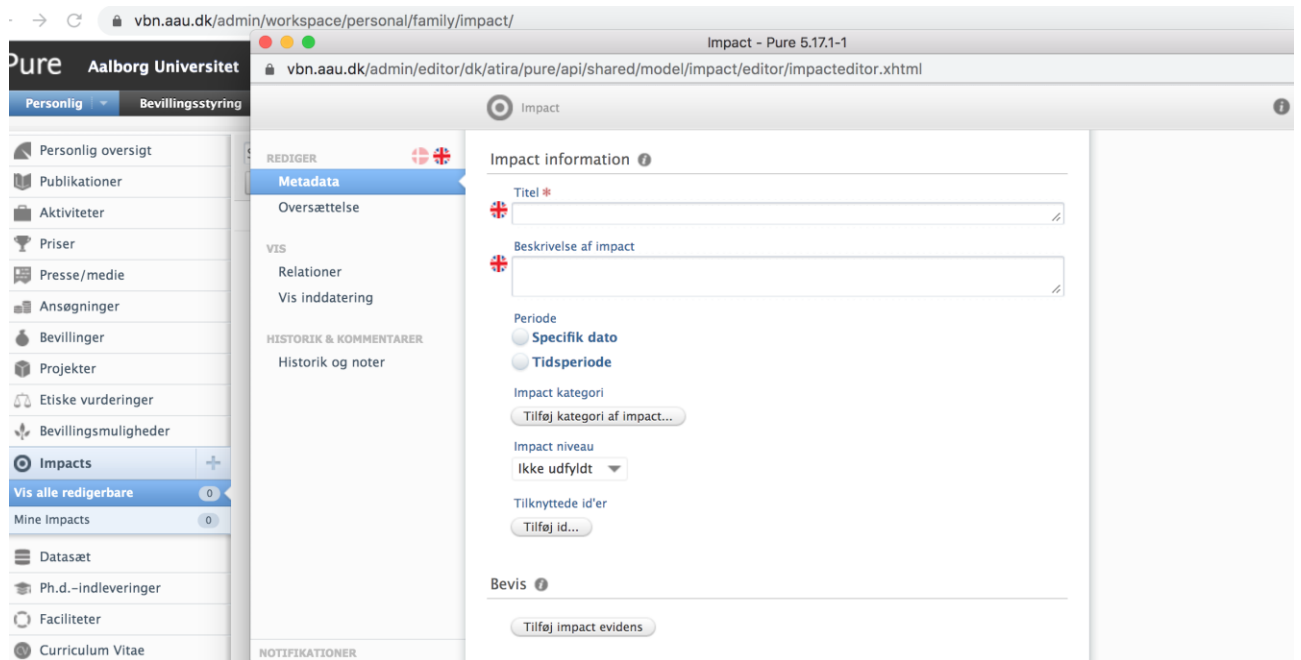 vbn.aau.dk/admin/workspace/personal/family/impact/
Impact - Pure 5.17.1-1
Pure Aalborg Universitet
vbn.aau.dk/admin/editor/dk/atira/pure/api/shared/model/impact/editor/impacteditor.xhtml
Personlig Bevillingsstyring
Impact
Personlig oversigt
Publikationer
Aktiviteter
Priser
Presse/medie
Ansøgninger
Bevillinger
Projekter
Etiske vurderinger
Bevillingsmuligheder
Impacts
Vis alle redigerbare 0
Mine Impacts 0
Datasæt
Ph.d.-indleveringer
Faciliteter
CV Curriculum Vitae
REDIGER
Metadata
Oversættelse
VIS
Relationer
Vis inddatering
HISTORIK & KOMMENTARER
Historik og noter
NOTIFIKATIONER
Impact information
Titel *
Beskrivelse af impact
Periode
Specifik dato
Tidsperiode
Impact kategori
Tilføj kategori af impact...
Impact niveau
Ikke udfyldt
Tilknyttede id'er
Tilføj id...
Bevis
Tilføj impact evidens